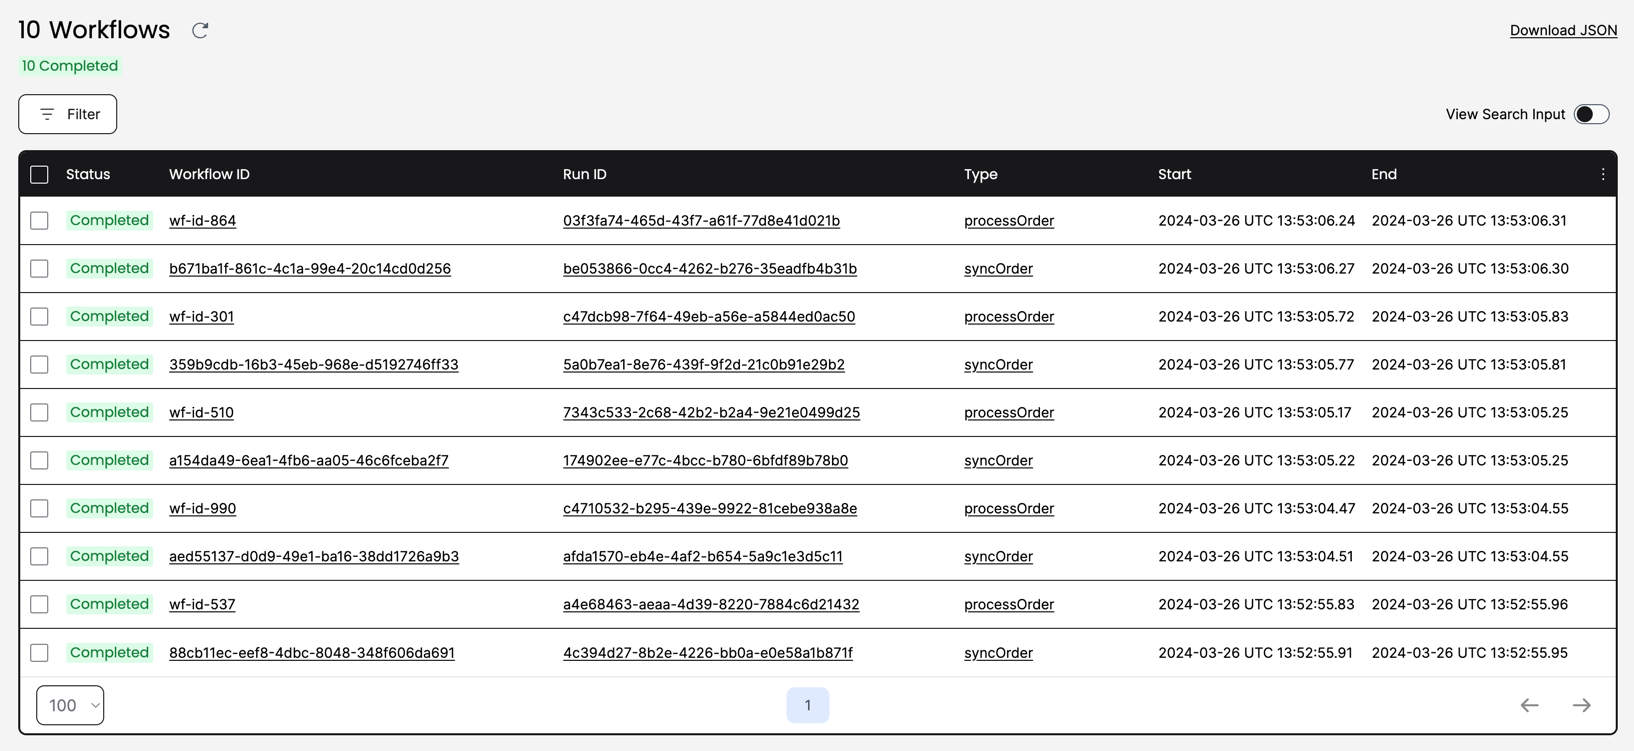 10 Workflows
Download JSON
10 Completed
Filter
View Search Input
Status Workflow ID Run ID Type Start End
Completed wf-id-864 03f3fa74-465d-43f7-a61f-77d8e41d021b processOrder 2024-03-26 UTC 13:53:06.24 2024-03-26 UTC 13:53:06.31
Completed b671ba1f-861c-4c1a-99e4-20c14cd0d256 be053866-0cc4-4262-b276-35eadfb4b31b syncOrder 2024-03-26 UTC 13:53:06.27 2024-03-26 UTC 13:53:06.30
Completed wf-id-301 c47dcb98-7f64-49eb-a56e-a5844ed0ac50 processOrder 2024-03-26 UTC 13:53:05.72 2024-03-26 UTC 13:53:05.83
Completed 359b9cdb-16b3-45eb-968e-d5192746ff33 5a0b7ea1-8e76-439f-9f2d-21c0b91e29b2 syncOrder 2024-03-26 UTC 13:53:05.77 2024-03-26 UTC 13:53:05.81
Completed wf-id-510 7343c533-2c68-42b2-b2a4-9e21e0499d25 processOrder 2024-03-26 UTC 13:53:05.17 2024-03-26 UTC 13:53:05.25
Completed a154da49-6ea1-4fb6-aa05-46c6fceba2f7 174902ee-e77c-4bcc-b780-6bfdf89b78b0 syncOrder 2024-03-26 UTC 13:53:05.22 2024-03-26 UTC 13:53:05.25
Completed wf-id-990 c4710532-b295-439e-9922-81cebe938a8e processOrder 2024-03-26 UTC 13:53:04.47 2024-03-26 UTC 13:53:04.55
Completed aed55137-d0d9-49e1-ba16-38dd1726a9b3 afda1570-eb4e-4af2-b654-5a9c1e3d5c11 syncOrder 2024-03-26 UTC 13:53:04.51 2024-03-26 UTC 13:53:04.55
Completed wf-id-537 a4e68463-aeaa-4d39-8220-7884c6d21432 processOrder 2024-03-26 UTC 13:52:55.83 2024-03-26 UTC 13:52:55.96
Completed 88cb11ec-eef8-4dbc-8048-348f606da691 4c394d27-8b2e-4226-bb0a-e0e58a1b871f syncOrder 2024-03-26 UTC 13:52:55.91 2024-03-26 UTC 13:52:55.95
100 1